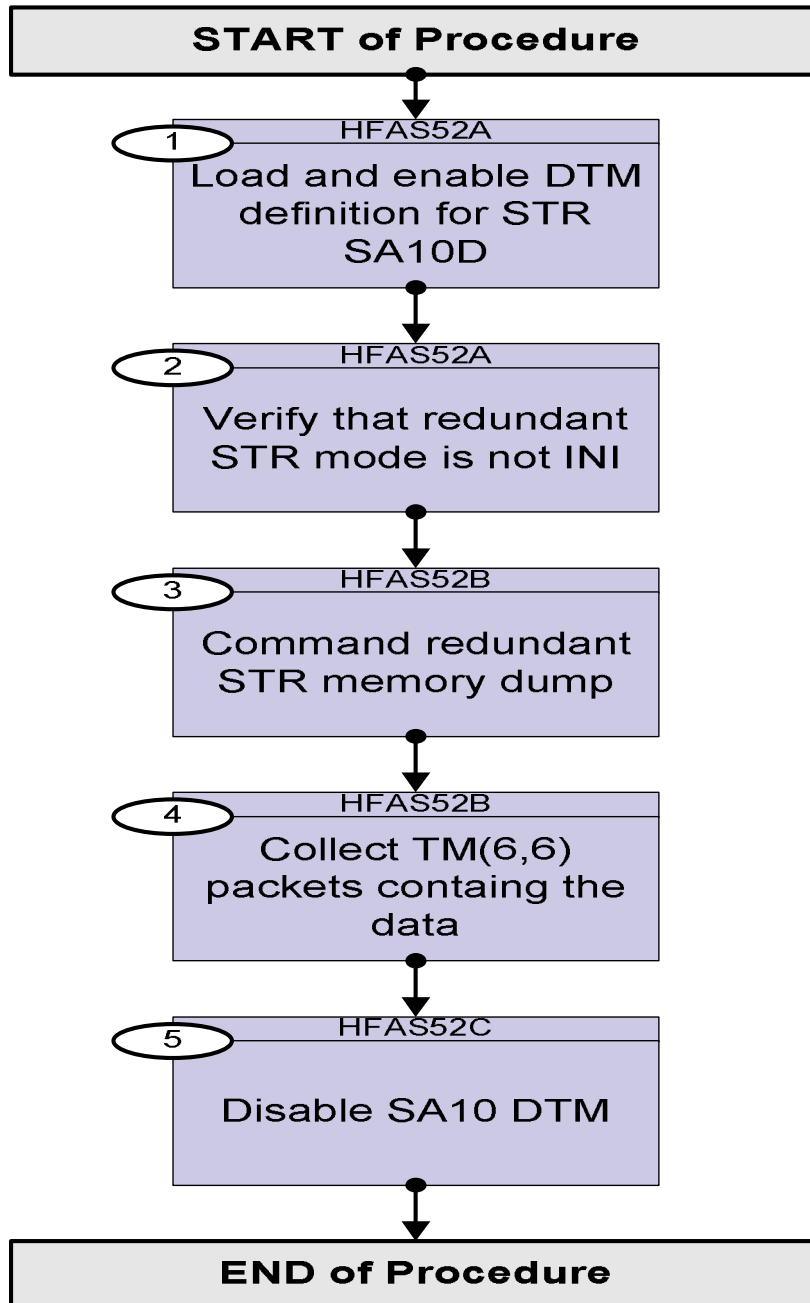 START of Procedure
1
HFAS52A
Load and enable DTM
definition for STR
SA10D
2
HFAS52A
Verify that redundant
STR mode is not INI
3
HFAS52B
Command redundant
STR memory dump
4
HFAS52B
Collect TM(6,6)
packets containg the
data
5
HFAS52C
Disable SA10 DTM
END of Procedure